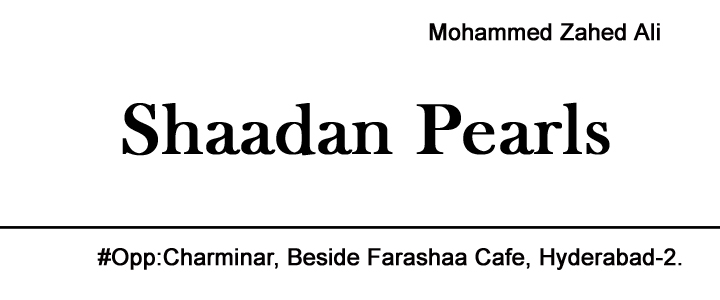 Mohammed Zahed Ali
Shaadan Pearls
#Opp:Charminar, Beside Farashaa Cafe, Hyderabad-2.